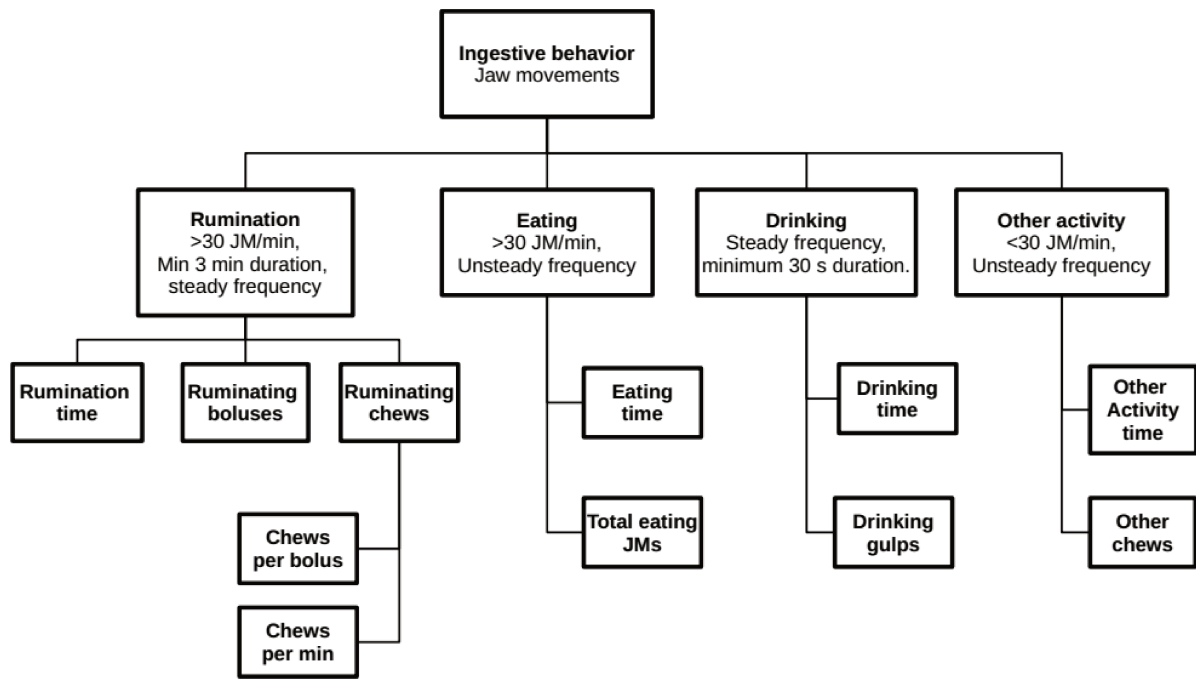 Ingestive behavior
Jaw movements
Rumination
>30 JM/min,
Min 3 min duration,
steady frequency
Eating
>30 JM/min,
Unsteady frequency
Drinking
Steady frequency,
minimum 30 s duration.
Other activity
<30 JM/min,
Unsteady frequency
Rumination
time
Ruminating
boluses
Ruminating
chews
Chews
per bolus
Chews
per min
Eating
time
Total eating
JMs
Drinking
time
Drinking
gulps
Other
Activity
time
Other
chews